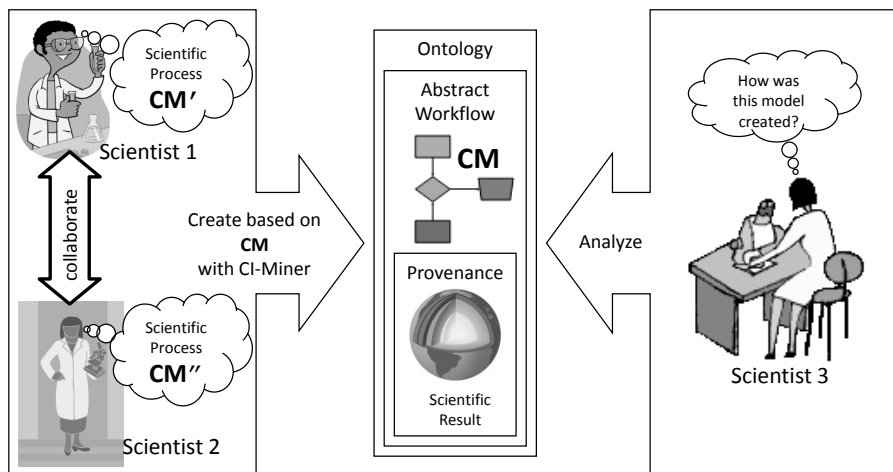 Scientific
Process
CM′
Scientist 1
collaborate
Scientific
Process
CM″
Scientist 2
Create based on
CM
with CI-Miner
Ontology
Abstract
Workflow
CM
Provenance
Scientific
Result
Analyze
How was
this model
created?
Scientist 3